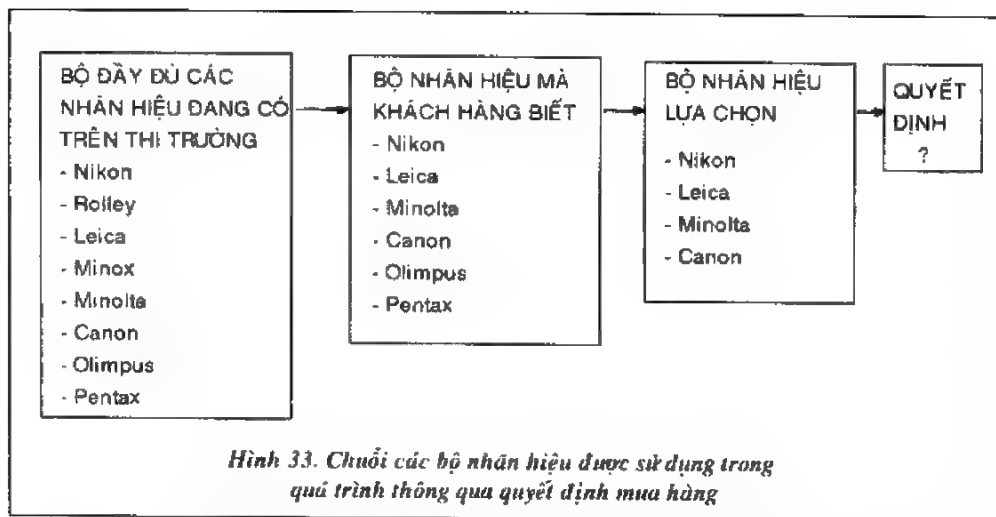 BỘ ĐẦY ĐỦ CÁC
NHÃN HIỆU ĐANG CÓ
TRÊN THỊ TRƯỜNG
- Nikon
- Rolley
- Leica
- Minox
- Minolta
- Canon
- Olimpus
- Pentax
BỘ NHÃN HIỆU MÀ
KHÁCH HÀNG BIẾT
- Nikon
- Leica
- Minolta
- Canon
- Olimpus
- Pentax
BỘ NHÃN HIỆU
LỰA CHỌN
- Nikon
- Leica
- Minolta
- Canon
QUYẾT
ĐỊNH
?
Hình 33. Chuỗi các bộ nhãn hiệu được sử dụng trong
quá trình thông qua quyết định mua hàng